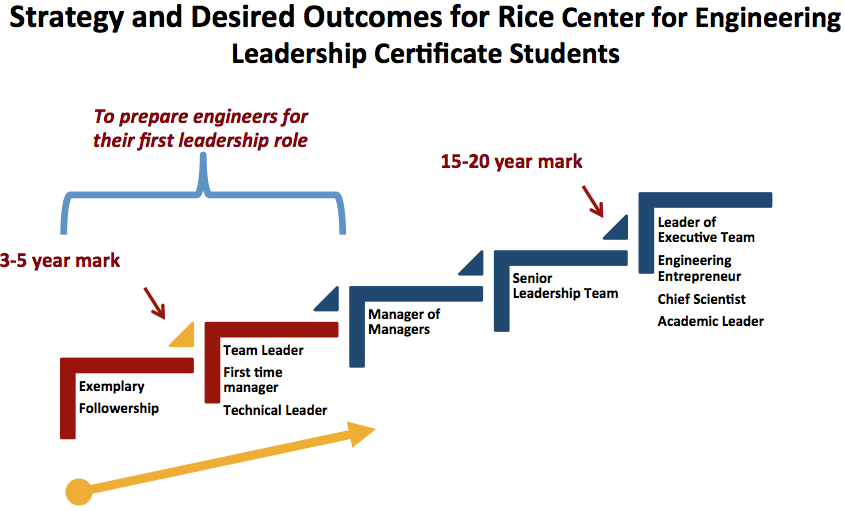 Strategy and Desired Outcomes for Rice Center for Engineering
Leadership Certificate Students
To prepare engineers for
their first leadership role
15-20 year mark
3-5 year mark
Exemplary
Followership
Team Leader
First time
manager
Technical Leader
Manager of
Managers
Senior
Leadership Team
Leader of
Executive Team
Engineering
Entrepreneur
Chief Scientist
Academic Leader